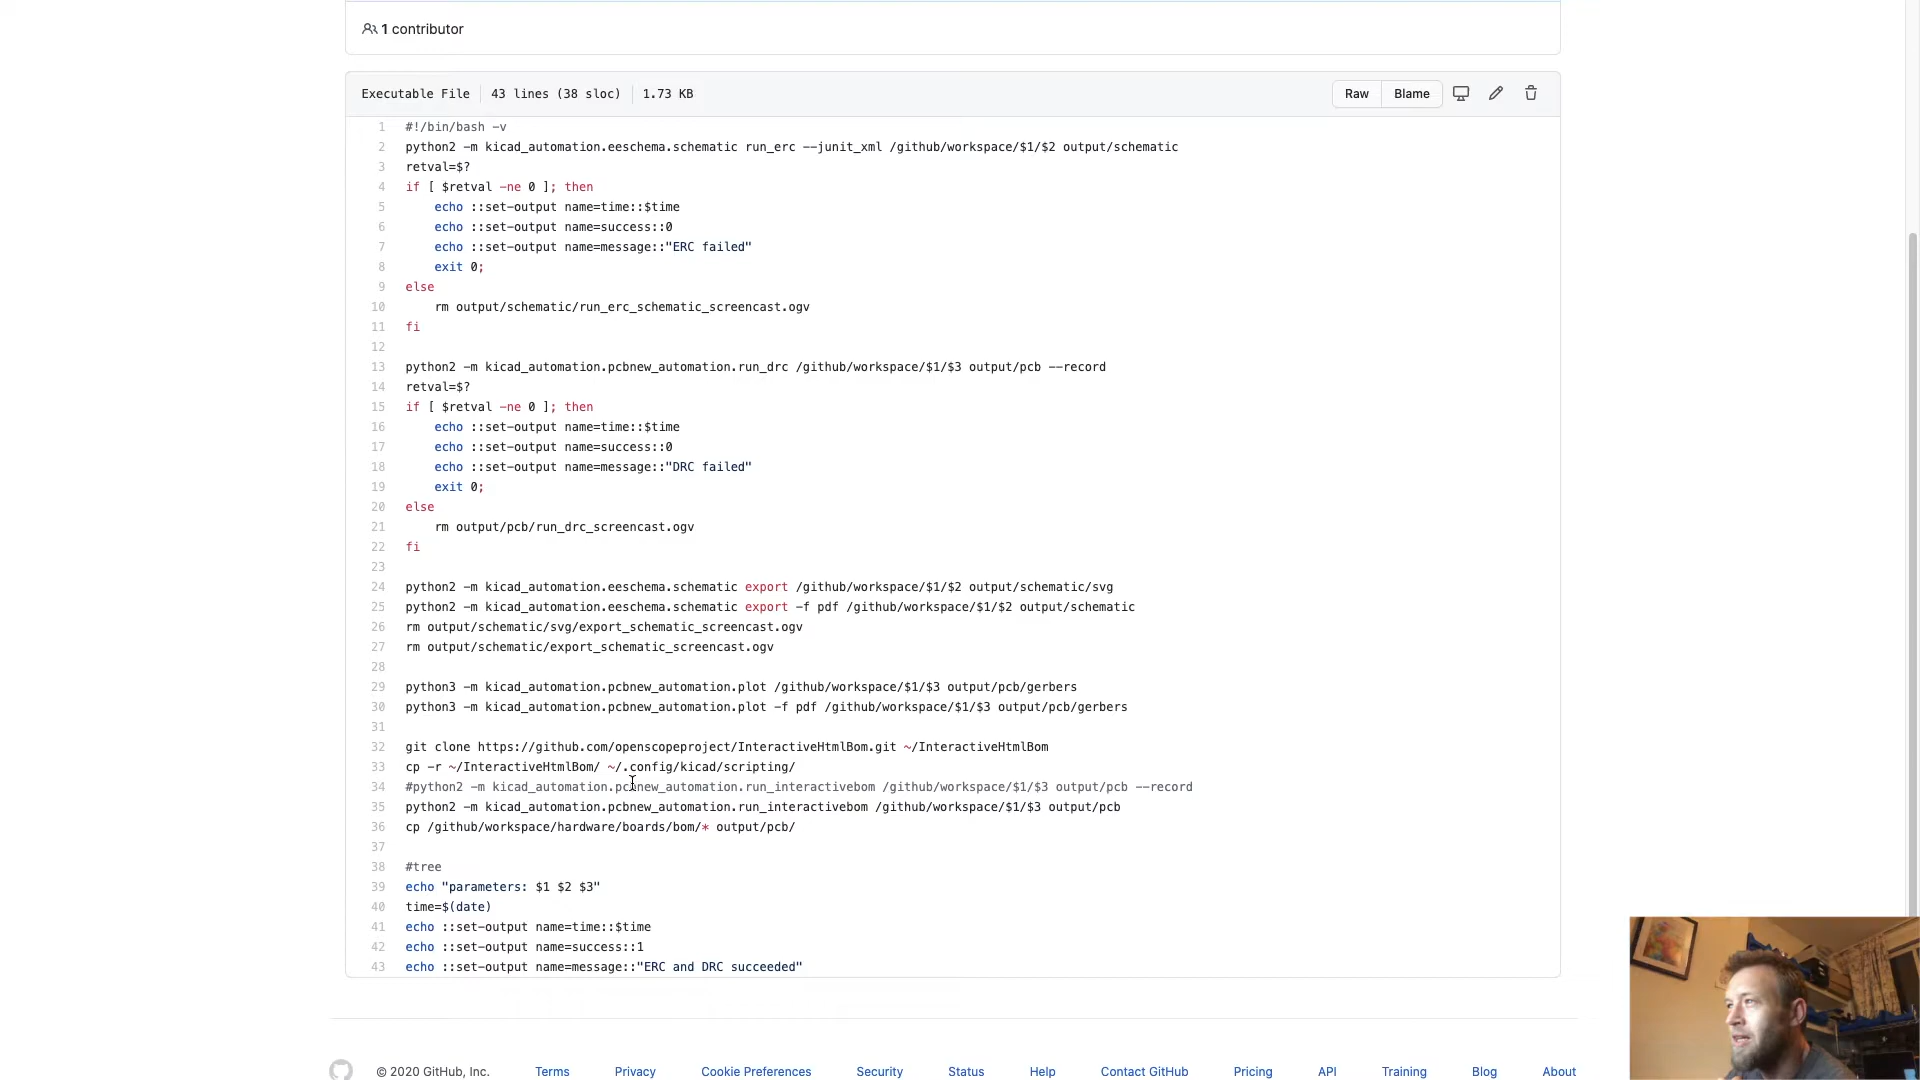 1 contributor
Executable File 43 lines (38 sloc) 1.73 KB Raw Blame
1 #!/bin/bash -v
2 python2 -m kicad_automation.eeschema.schematic run_erc --junit_xml /github/workspace/$1/$2 output/schematic
3 retval=$?
4 if [ $retval -ne 0 ]; then
5 echo ::set-output name=time::$time
6 echo ::set-output name=success::0
7 echo ::set-output name=message::"ERC failed"
8 exit 0;
9 else
10 rm output/schematic/run_erc_schematic_screencast.ogv
11 fi
12
13 python2 -m kicad_automation.pcbnew_automation.run_drc /github/workspace/$1/$3 output/pcb --record
14 retval=$?
15 if [ $retval -ne 0 ]; then
16 echo ::set-output name=time::$time
17 echo ::set-output name=success::0
18 echo ::set-output name=message::"DRC failed"
19 exit 0;
20 else
21 rm output/pcb/run_drc_screencast.ogv
22 fi
23
24 python2 -m kicad_automation.eeschema.schematic export /github/workspace/$1/$2 output/schematic/svg
25 python2 -m kicad_automation.eeschema.schematic export -f pdf /github/workspace/$1/$2 output/schematic
26 rm output/schematic/svg/export_schematic_screencast.ogv
27 rm output/schematic/export_schematic_screencast.ogv
28
29 python3 -m kicad_automation.pcbnew_automation.plot /github/workspace/$1/$3 output/pcb/gerbers
30 python3 -m kicad_automation.pcbnew_automation.plot -f pdf /github/workspace/$1/$3 output/pcb/gerbers
31
32 git clone https://github.com/openscopeproject/InteractiveHtmlBom.git ~/InteractiveHtmlBom
33 cp -r ~/InteractiveHtmlBom/ ~/.config/kicad/scripting/
34 #python2 -m kicad_automation.pcbnew_automation.run_interactivebom /github/workspace/$1/$3 output/pcb --record
35 python2 -m kicad_automation.pcbnew_automation.run_interactivebom /github/workspace/$1/$3 output/pcb
36 cp /github/workspace/hardware/boards/bom/* output/pcb/
37
38 #tree
39 echo "parameters: $1 $2 $3"
40 time=$(date)
41 echo ::set-output name=time::$time
42 echo ::set-output name=success::1
43 echo ::set-output name=message::"ERC and DRC succeeded"
© 2020 GitHub, Inc. Terms Privacy Cookie Preferences Security Status Help Contact GitHub Pricing API Training Blog About